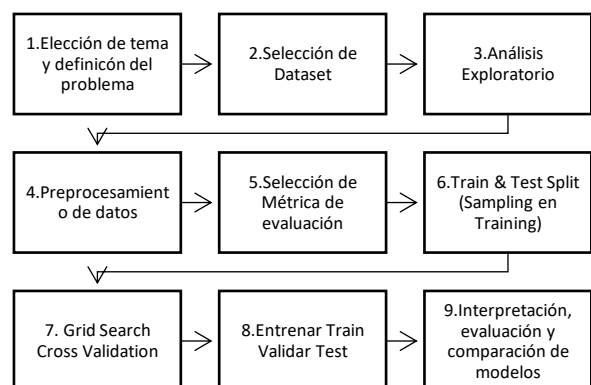 1.Elección de tema
y definicón del
problema
2.Selección de
Dataset
3.Análisis
Exploratorio
4.Preprocesamient
o de datos
5.Selección de
Métrica de
evaluación
6.Train & Test Split
(Sampling en
Training)
7. Grid Search
Cross Validation
8.Entrenar Train
Validar Test
9.Interpretación,
evaluación y
comparación de
modelos